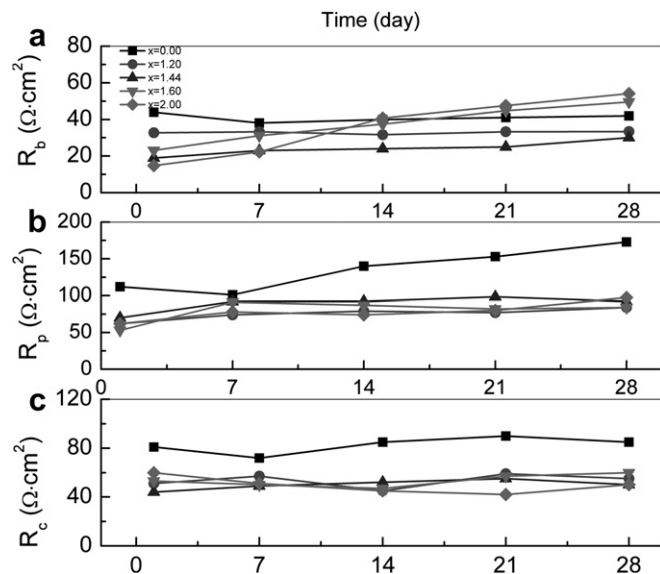 Time (day)
a
80
60
40
20
0
R_b (Ω·cm²)
x=0.00
x=1.20
x=1.44
x=1.60
x=2.00
0 7 14 21 28
b
200
150
100
50
0
R_p (Ω·cm²)
0 7 14 21 28
c
120
80
40
0
R_c (Ω·cm²)
0 7 14 21 28